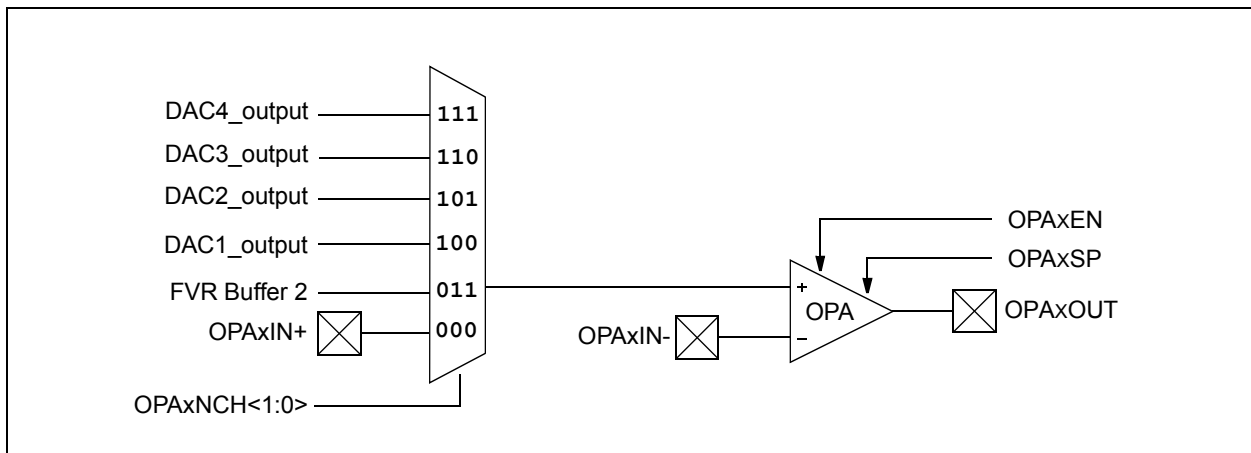 DAC4_output 111
DAC3_output 110
DAC2_output 101
DAC1_output 100
FVR Buffer 2 011
OPAxIN+ 000
OPAxNCH<1:0>
OPAxIN-
+
OPA
−
OPAxEN
OPAxSP
OPAxOUT